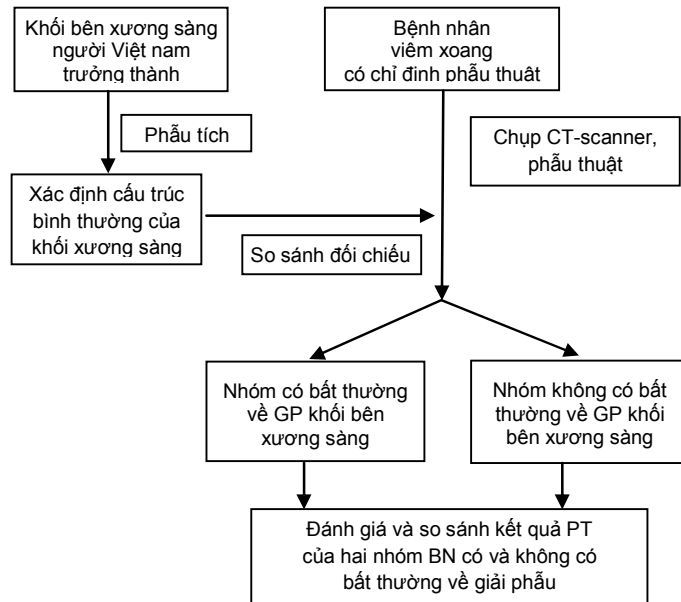 Khối bên xương sàng
người Việt nam
trưởng thành
Bệnh nhân
viêm xoang
có chỉ đinh phẫu thuât
Phẫu tích
Chụp CT-scanner,
phẫu thuật
Xác định cấu trúc
bình thường của
khối xương sàng
So sánh đối chiếu
Nhóm có bất thường
về GP khối bên
xương sàng
Nhóm không có bất
thường về GP khối
bên xương sàng
Đánh giá và so sánh kết quả PT
của hai nhóm BN có và không có
bất thường về giải phẫu